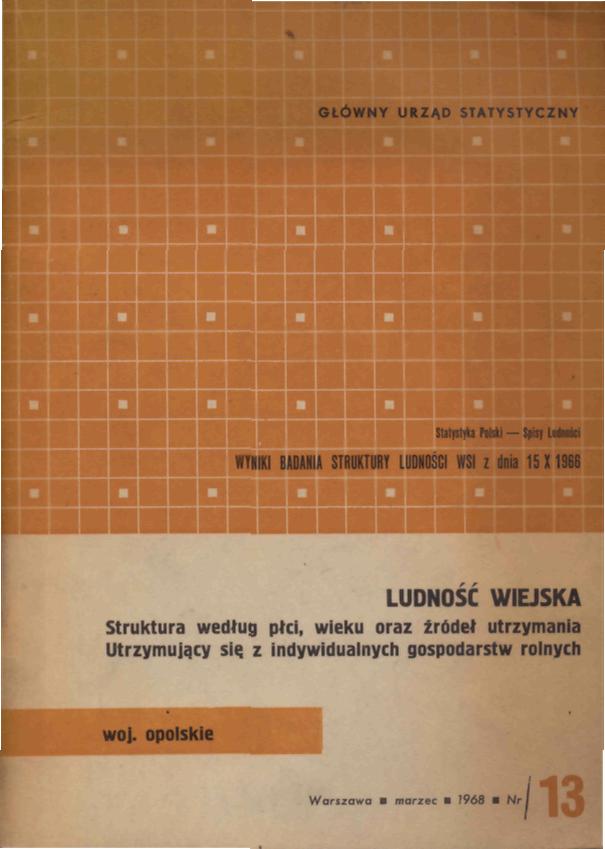 GŁÓWNY URZĄD STATYSTYCZNY
Statystyka Polski — Spisy Ludności
WYNIKI BADANIA STRUKTURY LUDNOŚCI WSI z dnia 15 X 1966
LUDNOŚĆ WIEJSKA
Struktura według płci, wieku oraz źródeł utrzymania
Utrzymujący się z indywidualnych gospodarstw rolnych
woj. opolskie
Warszawa ■ marzec ■ 1968 ■ Nr/13